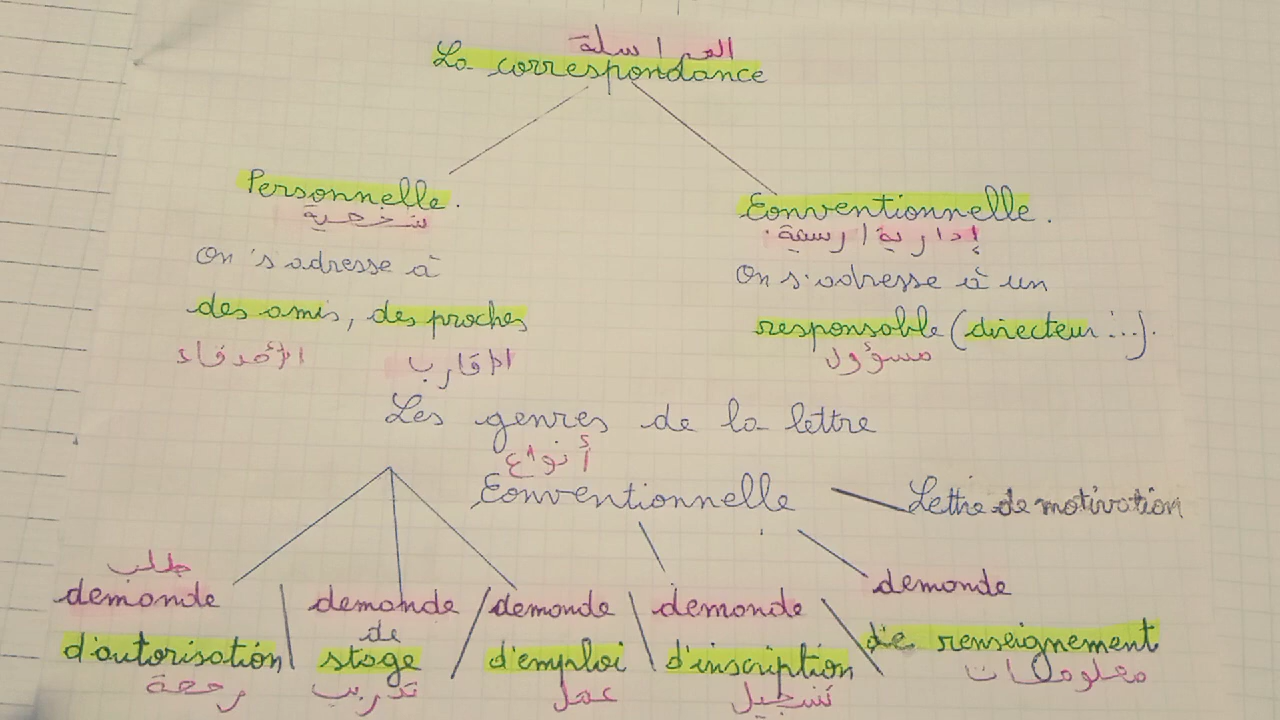 المراسلة
La correspondance
Personnelle.
شخصية
Conventionnelle.
إدارية / رسمية
On s'adresse à
des amis, des proches
الأصدقاء الأقارب
On s'adresse à un
responsable (directeur ...).
مسؤول
Les genres de la lettre
أنواع
Conventionnelle
Lettre de motivation
طلب
demande
d'autorisation
رخصة
demande
de
stage
تدريب
demande
d'emploi
عمل
demande
d'inscription
تسجيل
demande
de renseignement
معلومات